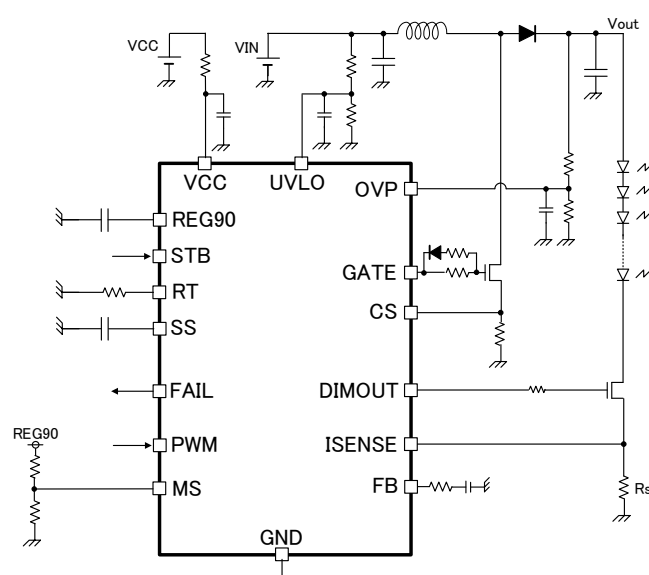 Vout
VCC
VIN
VCC
UVLO
OVP
REG90
STB
GATE
RT
CS
SS
FAIL
DIMOUT
REG90
PWM
ISENSE
MS
FB
Rs
GND